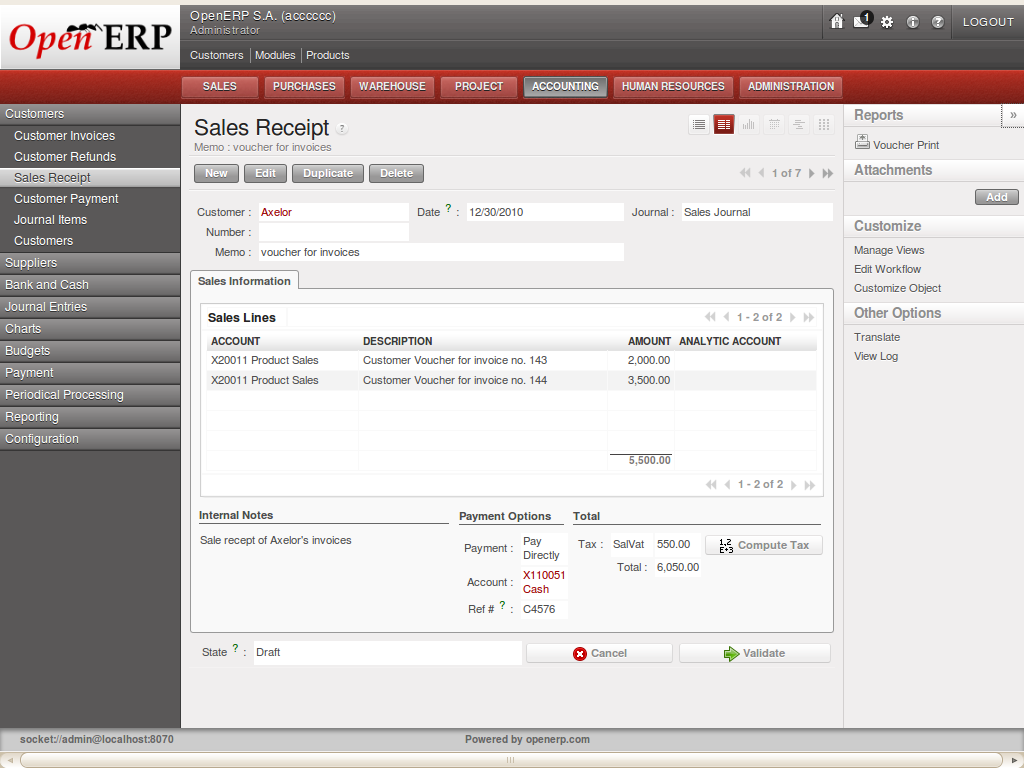 Open ERP
OpenERP S.A. (acccccc)
Administrator
Customers Modules Products
1
LOGOUT
SALES PURCHASES WAREHOUSE PROJECT ACCOUNTING HUMAN RESOURCES ADMINISTRATION
Customers
Customer Invoices
Customer Refunds
Sales Receipt
Customer Payment
Journal Items
Customers
Suppliers
Bank and Cash
Journal Entries
Charts
Budgets
Payment
Periodical Processing
Reporting
Configuration
Sales Receipt ?
Memo : voucher for invoices
New Edit Duplicate Delete
1 of 7
Customer : Axelor Date ? : 12/30/2010 Journal : Sales Journal
Number :
Memo : voucher for invoices
Sales Information
Sales Lines
1 - 2 of 2
ACCOUNT DESCRIPTION AMOUNT ANALYTIC ACCOUNT
X20011 Product Sales Customer Voucher for invoice no. 143 2,000.00
X20011 Product Sales Customer Voucher for invoice no. 144 3,500.00
5,500.00
1 - 2 of 2
Internal Notes
Sale recept of Axelor's invoices
Payment Options
Payment : Pay Directly
Account : X110051 Cash
Ref # ? : C4576
Total
Tax : SalVat 550.00 1,2 E+3 Compute Tax
Total : 6,050.00
State ? : Draft Cancel Validate
Reports »
Voucher Print
Attachments
Add
Customize
Manage Views
Edit Workflow
Customize Object
Other Options
Translate
View Log
socket://admin@localhost:8070 Powered by openerp.com